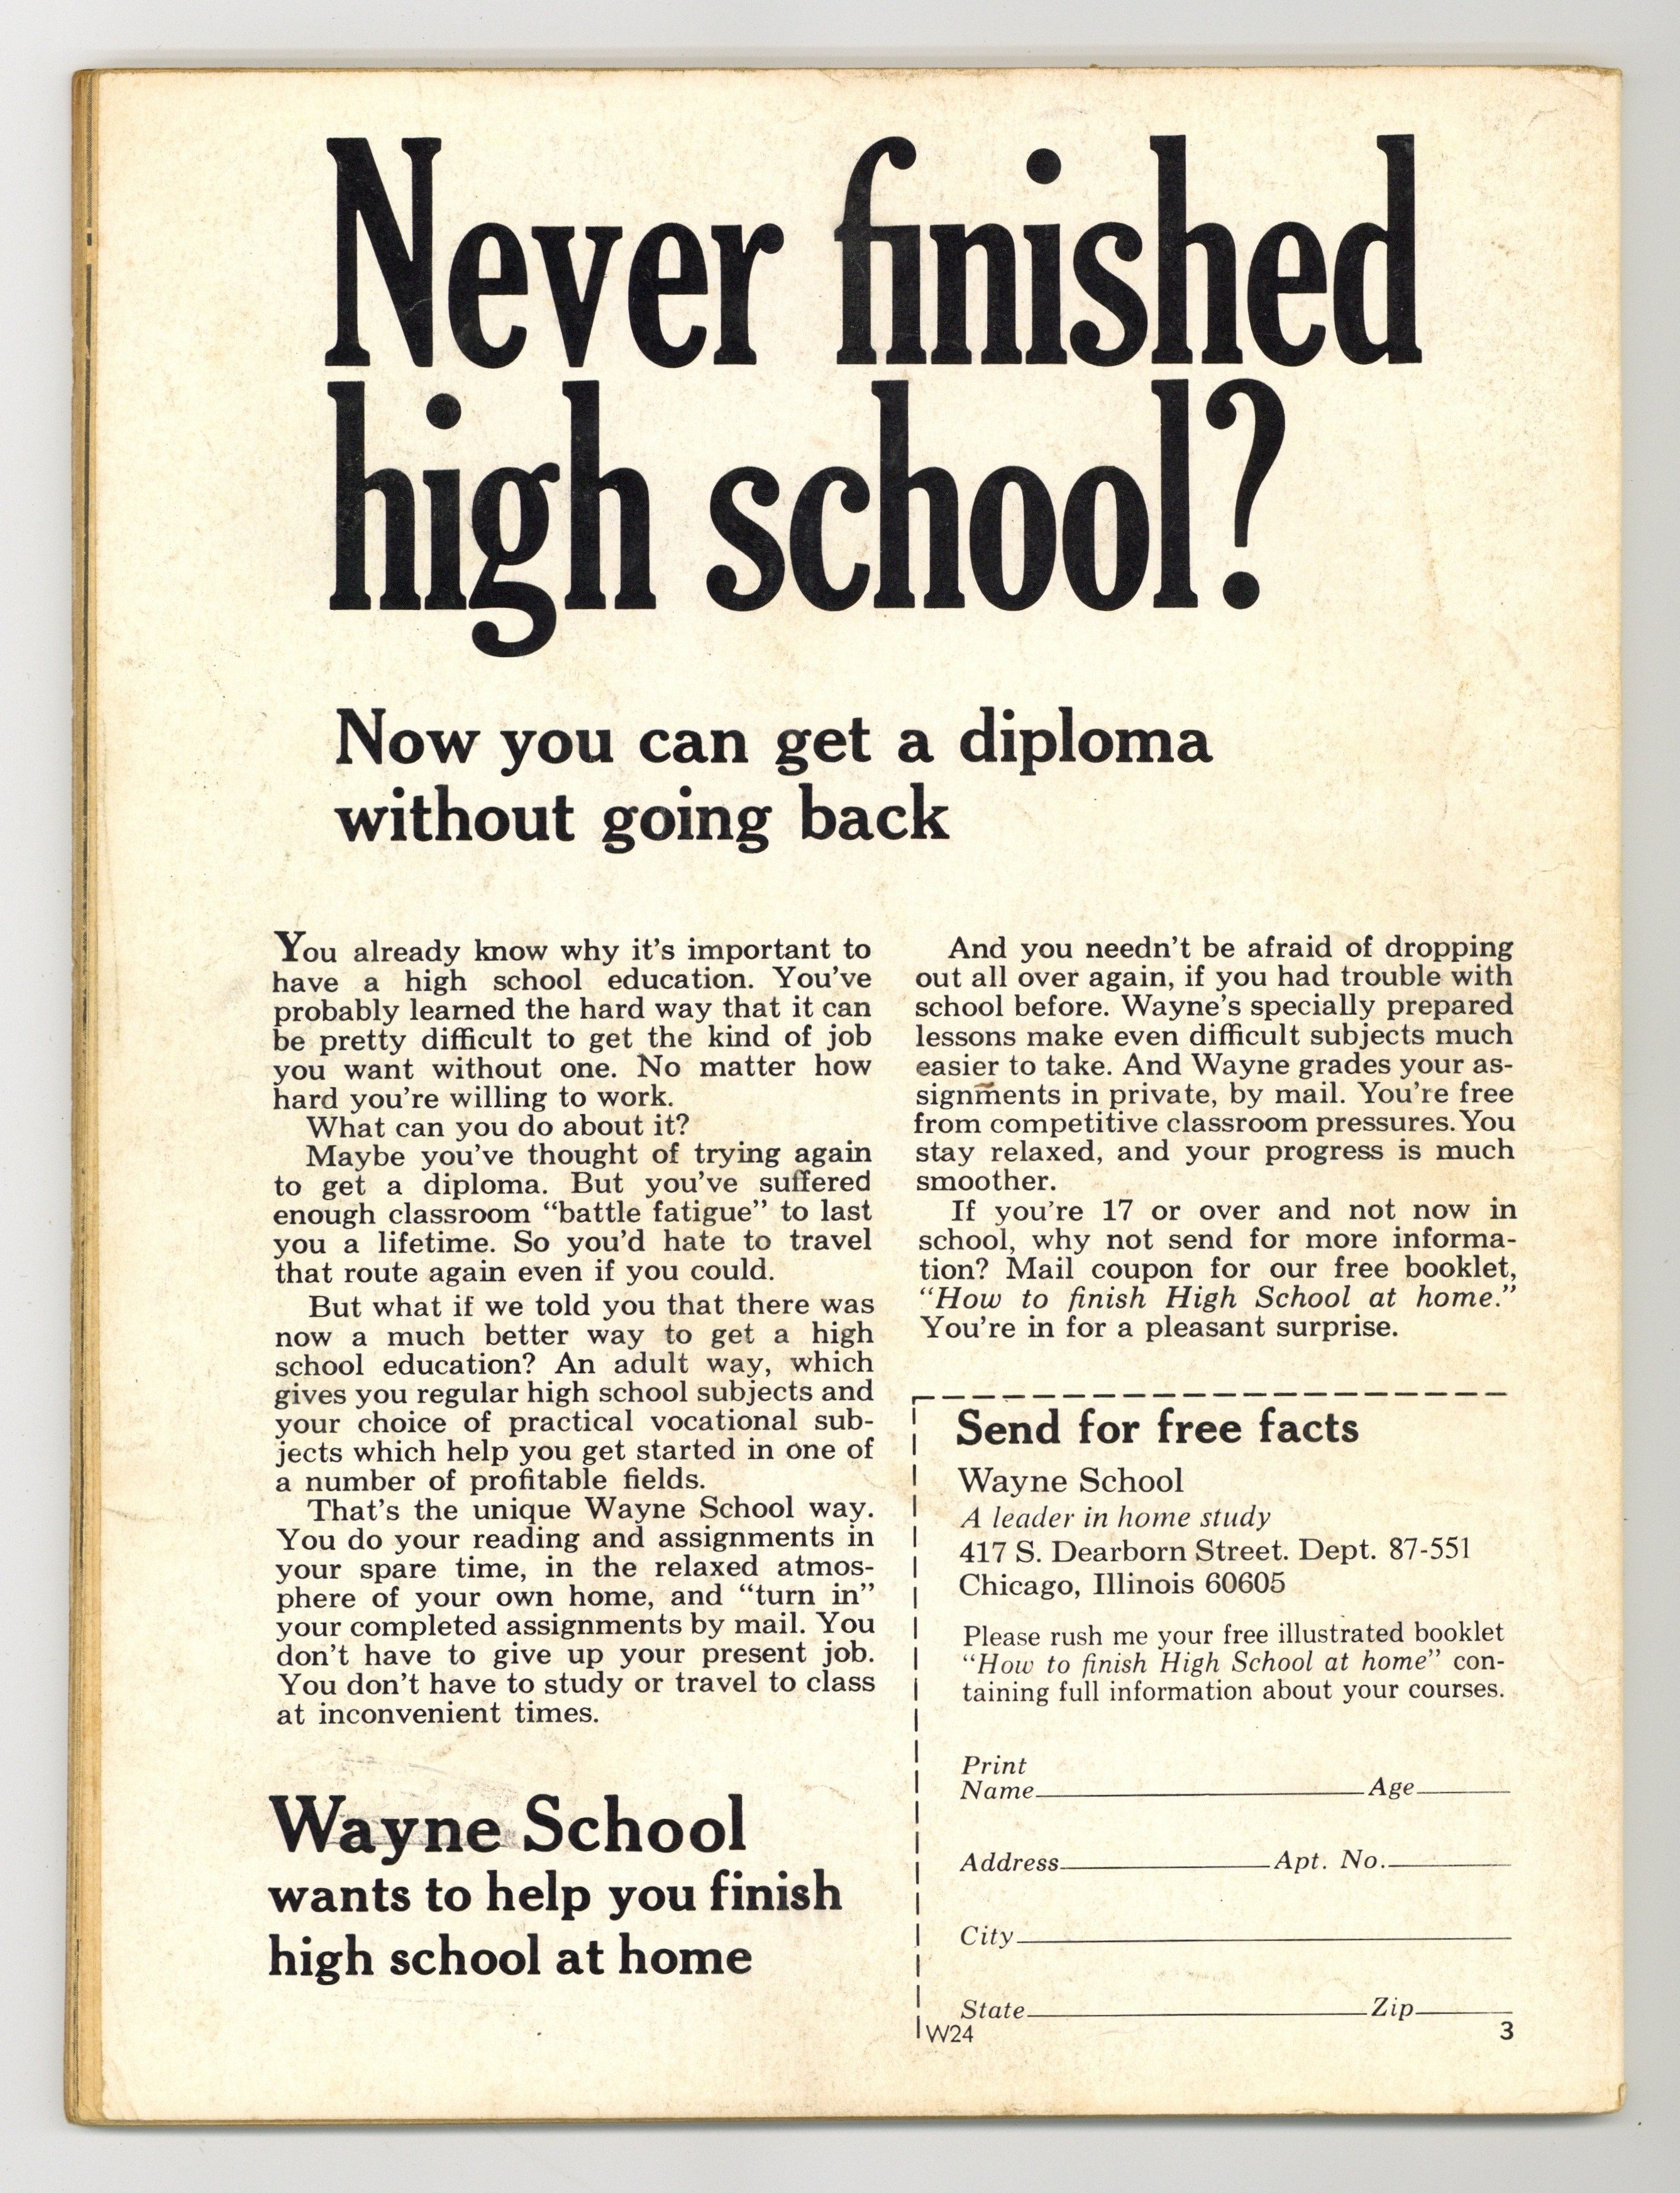 Never finished
high school?
Now you can get a diploma
without going back
You already know why it's important to
have a high school education. You've
probably learned the hard way that it can
be pretty difficult to get the kind of job
you want without one. No matter how
hard you're willing to work.
What can you do about it?
Maybe you've thought of trying again
to get a diploma. But you've suffered
enough classroom “battle fatigue” to last
you a lifetime. So you'd hate to travel
that route again even if you could.
But what if we told you that there was
now a much better way to get a high
school education? An adult way, which
gives you regular high school subjects and
your choice of practical vocational sub-
jects which help you get started in one of
a number of profitable fields.
That's the unique Wayne School way.
You do your reading and assignments in
your spare time, in the relaxed atmos-
phere of your own home, and “turn in”
your completed assignments by mail. You
don't have to give up your present job.
You don't have to study or travel to class
at inconvenient times.
Wayne School
wants to help you finish
high school at home
And you needn't be afraid of dropping
out all over again, if you had trouble with
school before. Wayne's specially prepared
lessons make even difficult subjects much
easier to take. And Wayne grades your as-
signments in private, by mail. You're free
from competitive classroom pressures. You
stay relaxed, and your progress is much
smoother.
If you're 17 or over and not now in
school, why not send for more informa-
tion? Mail coupon for our free booklet,
“How to finish High School at home.”
You're in for a pleasant surprise.
Send for free facts
Wayne School
A leader in home study
417 S. Dearborn Street. Dept. 87-551
Chicago, Illinois 60605
Please rush me your free illustrated booklet
“How to finish High School at home” con-
taining full information about your courses.
Print
Name Age
Address Apt. No.
City
State Zip
W24 3